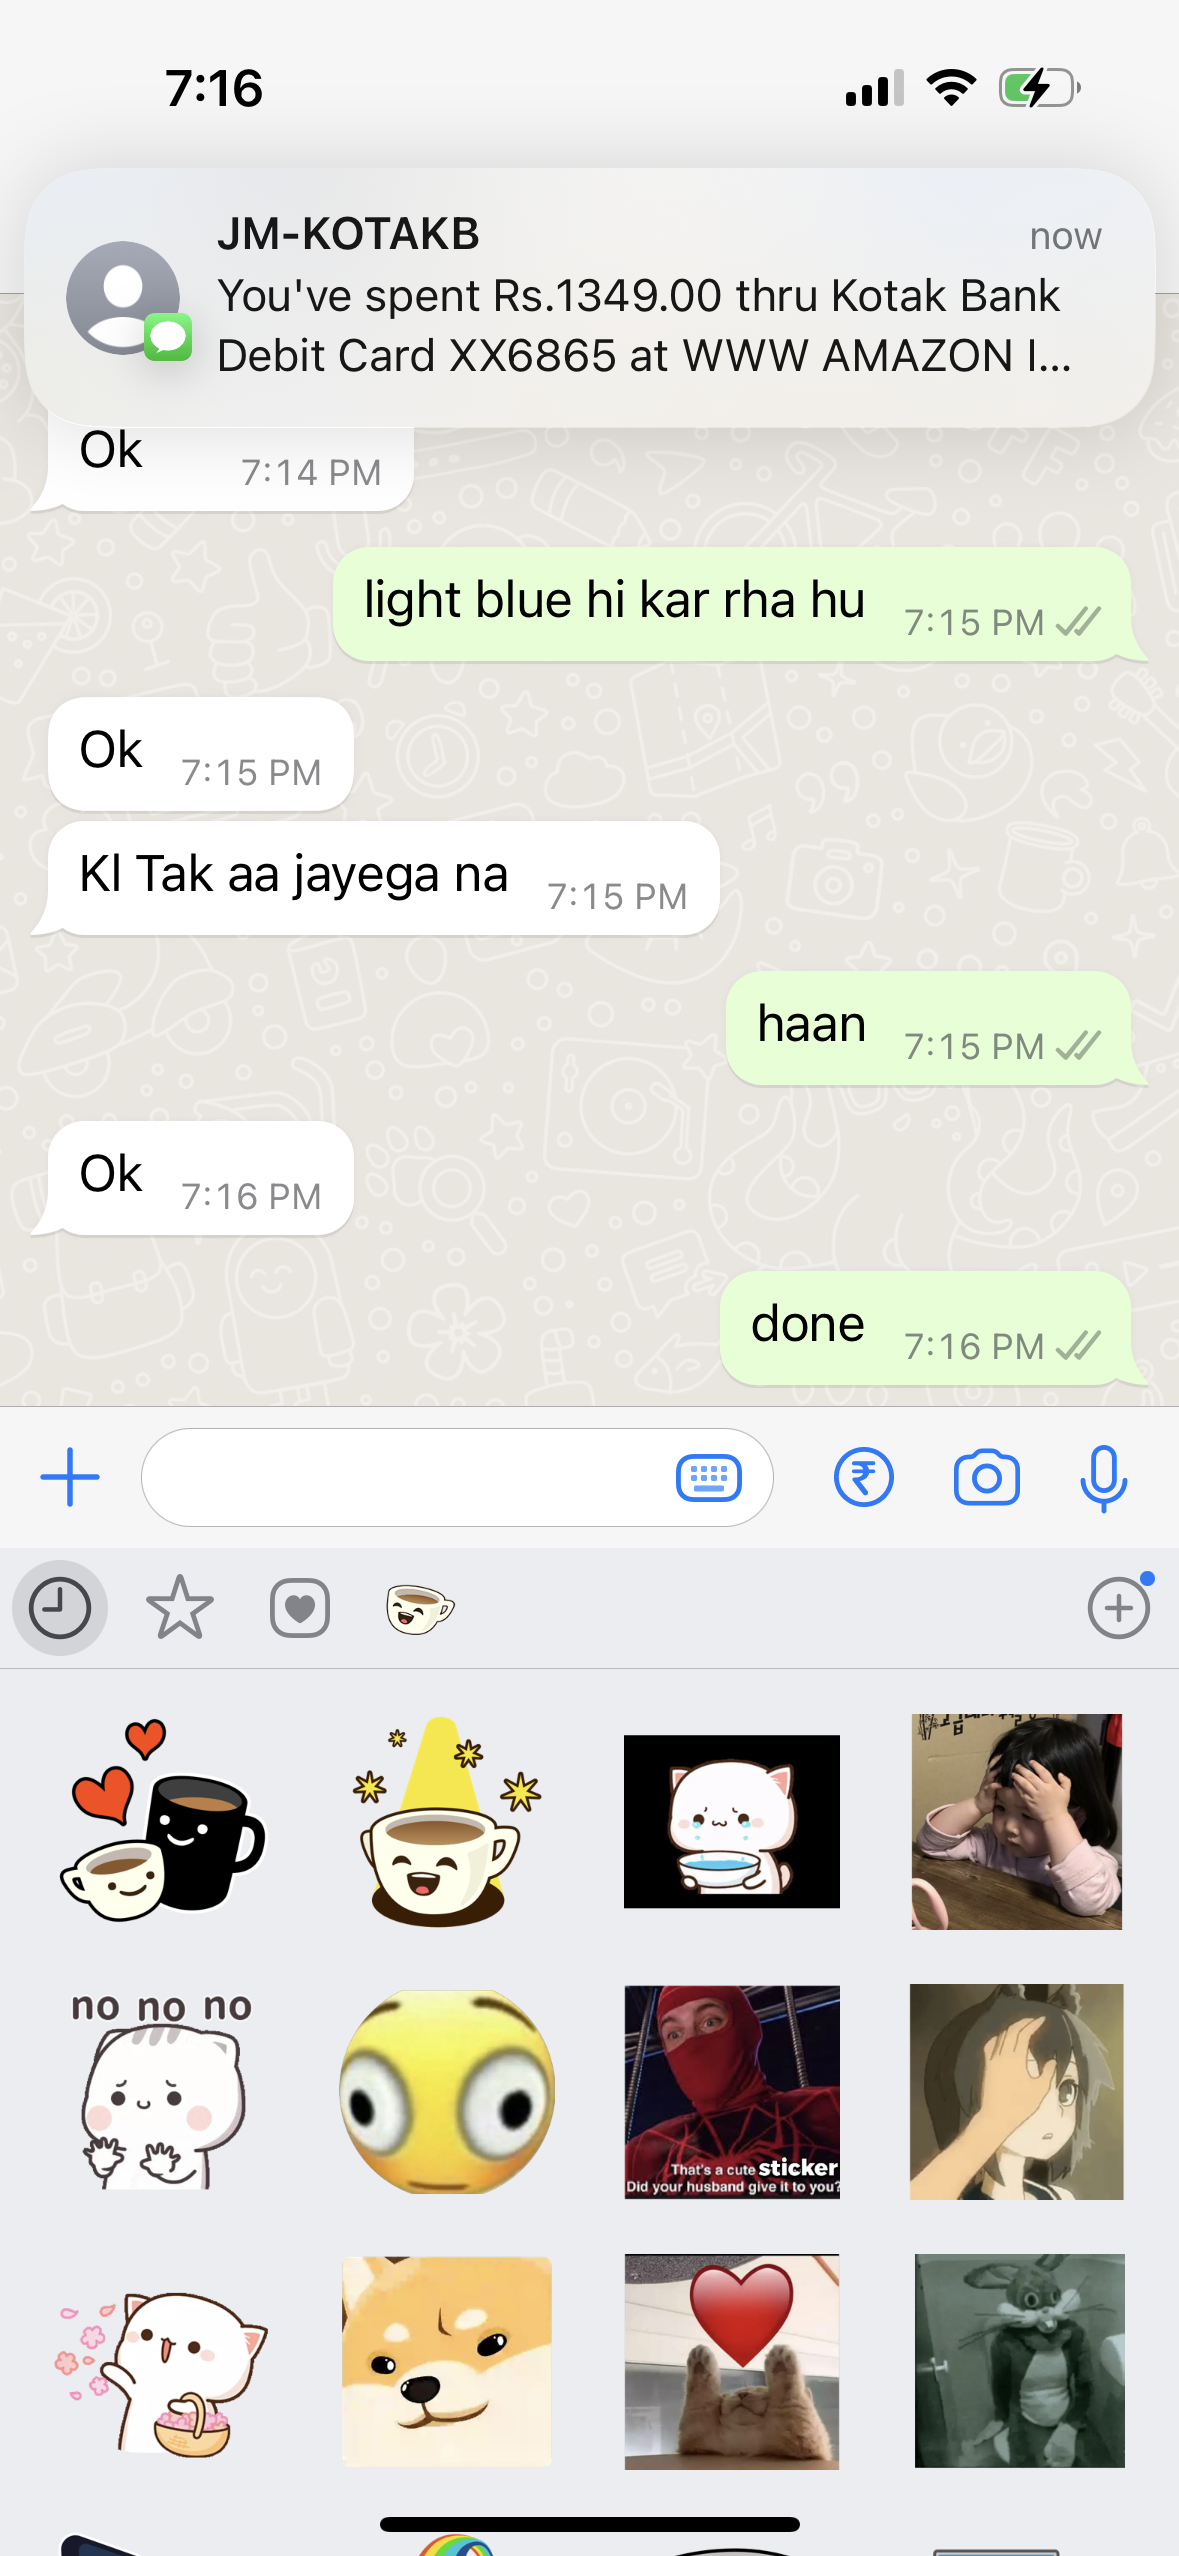 7:16
JM-KOTAKB
now
You've spent Rs.1349.00 thru Kotak Bank
Debit Card XX6865 at WWW AMAZON I...
Ok 7:14 PM
light blue hi kar rha hu 7:15 PM
Ok 7:15 PM
Kl Tak aa jayega na 7:15 PM
haan 7:15 PM
Ok 7:16 PM
done 7:16 PM
no no no
That's a cute sticker
Did your husband give it to you?